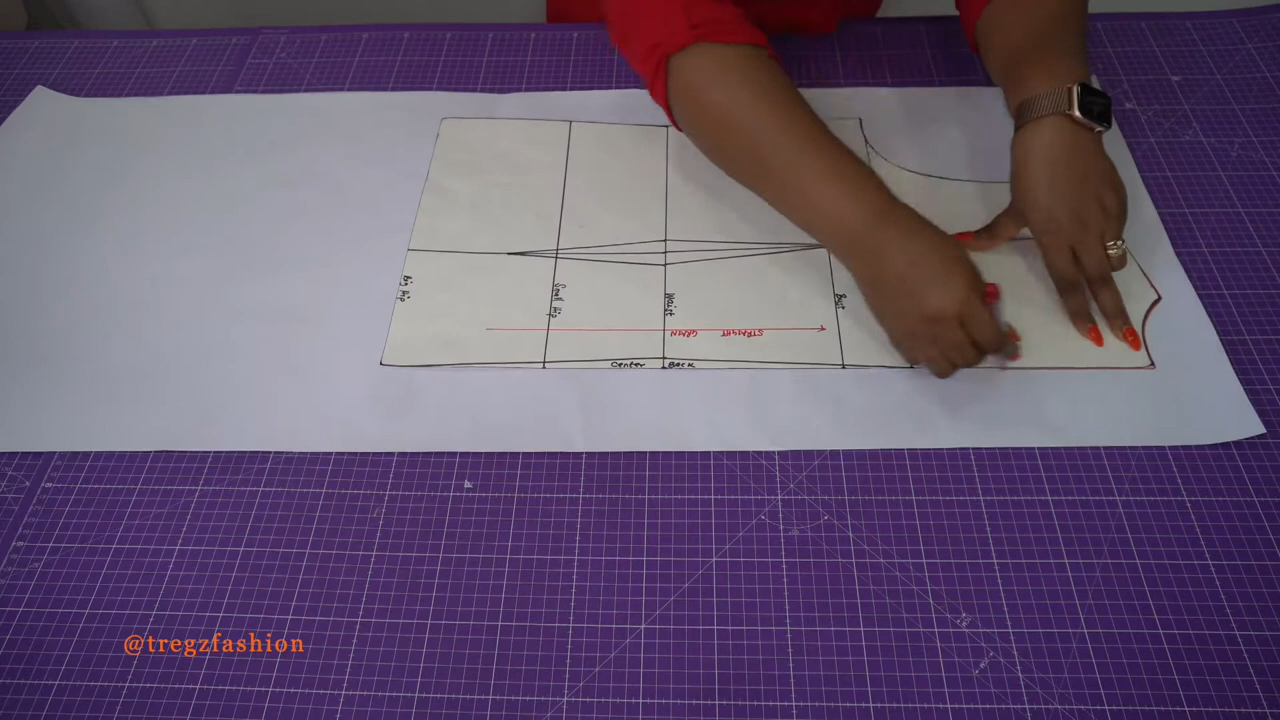 Big Hip
Small Hip
Waist
Bust
STRAIGHT GRAIN
Center Back
@tregzfashion